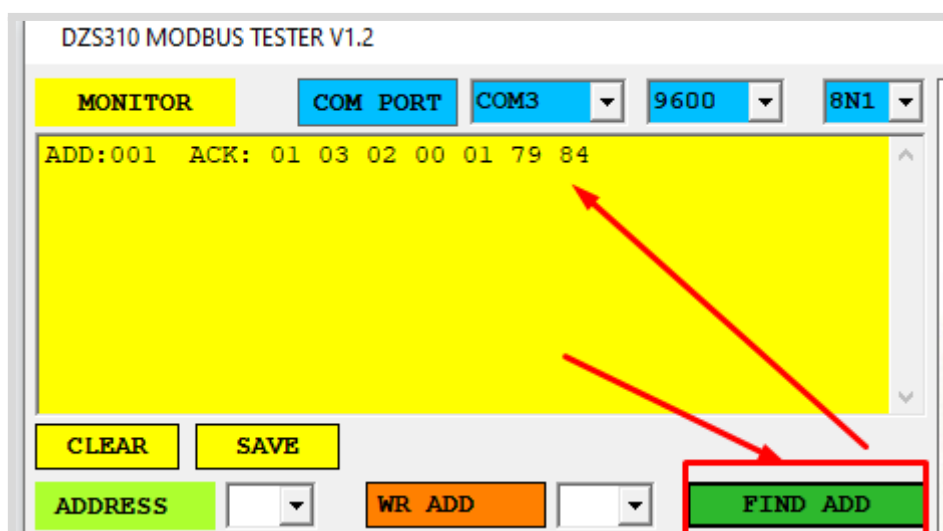 DZS310 MODBUS TESTER V1.2
MONITOR COM PORT COM3 9600 8N1
ADD:001 ACK: 01 03 02 00 01 79 84
CLEAR SAVE
ADDRESS WR ADD FIND ADD